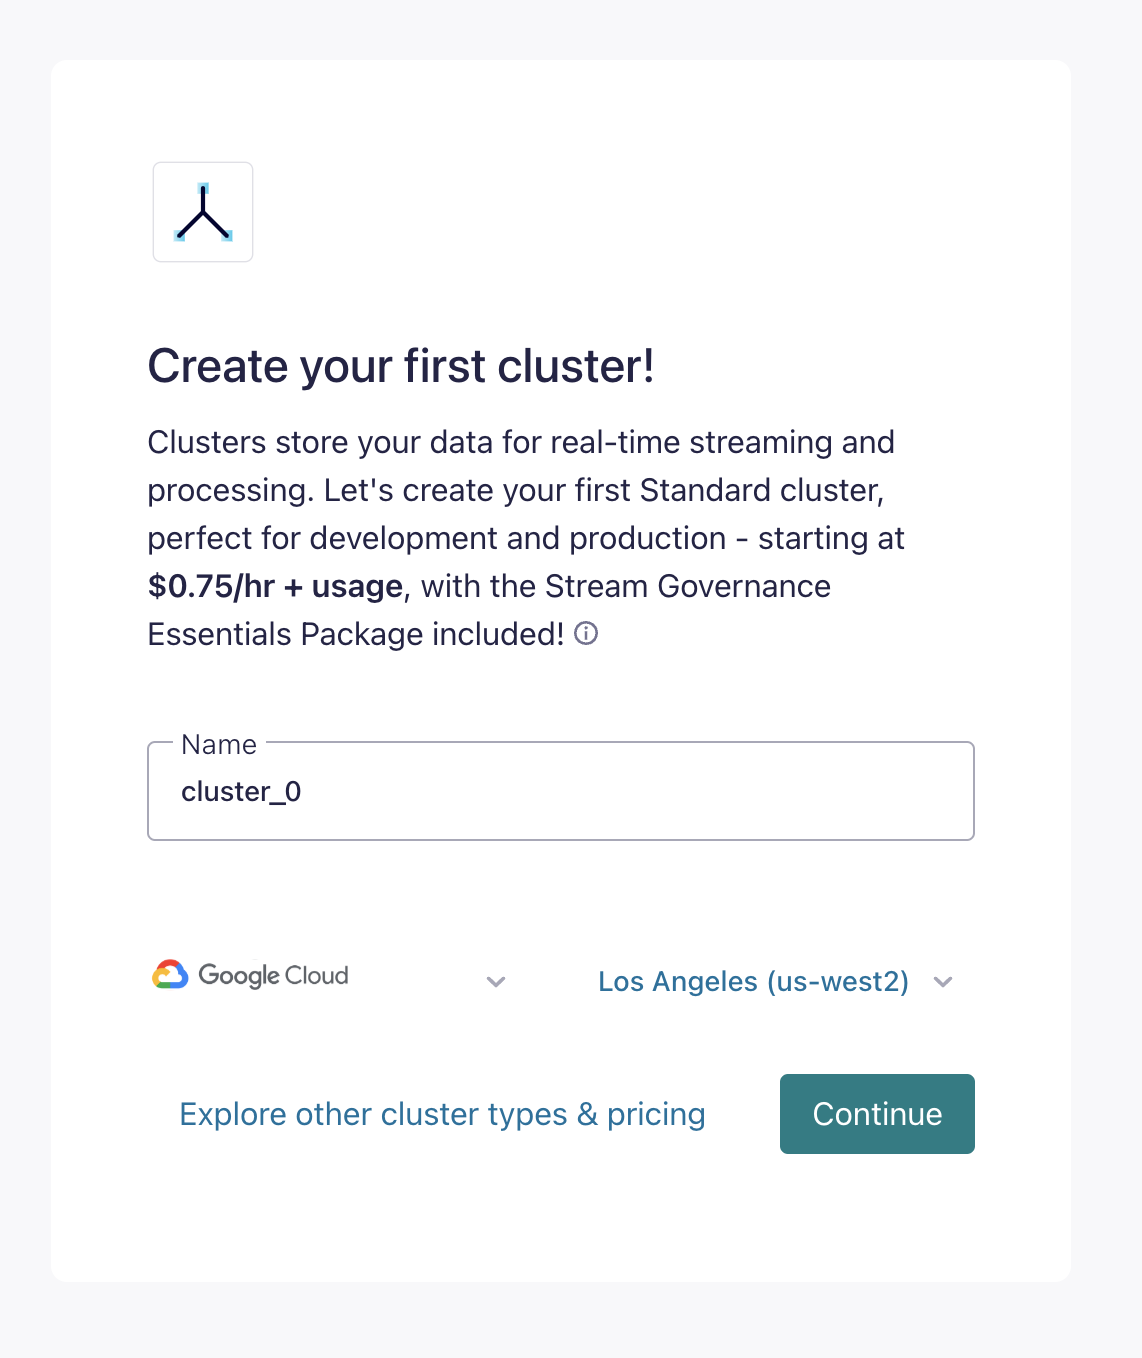 Create your first cluster!
Clusters store your data for real-time streaming and
processing. Let's create your first Standard cluster,
perfect for development and production - starting at
$0.75/hr + usage, with the Stream Governance
Essentials Package included!
Name
cluster_0
Google Cloud
Los Angeles (us-west2)
Explore other cluster types & pricing
Continue